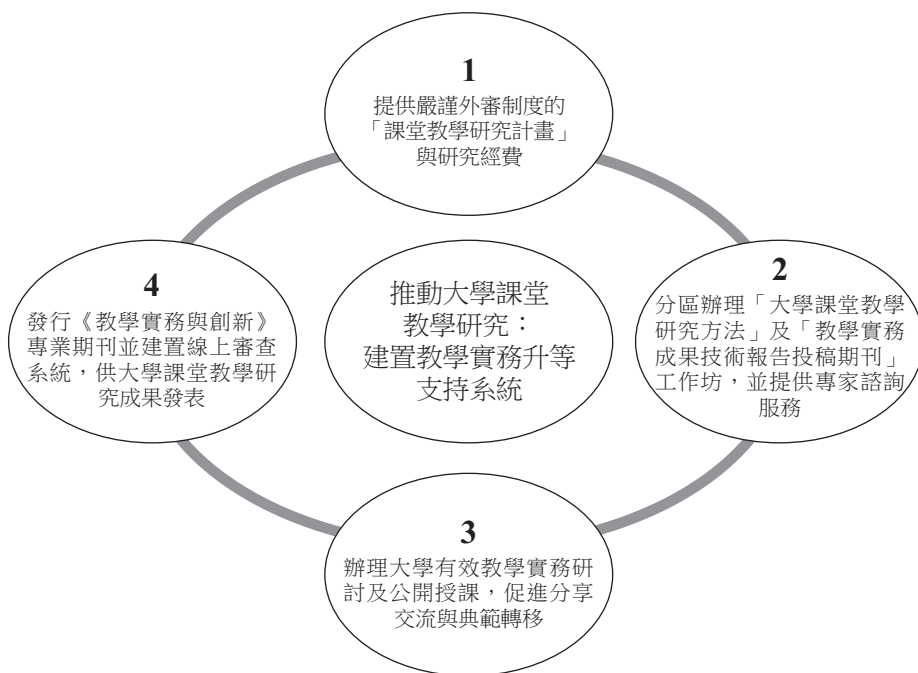 1
提供嚴謹外審制度的
「課堂教學研究計畫」
與研究經費
4
發行《教學實務與創新》
專業期刊並建置線上審查
系統，供大學課堂教學研
究成果發表
推動大學課堂
教學研究：
建置教學實務升等
支持系統
2
分區辦理「大學課堂教學
研究方法」及「教學實務
成果技術報告投稿期刊」
工作坊，並提供專家諮詢
服務
3
辦理大學有效教學實務研
討及公開授課，促進分享
交流與典範轉移